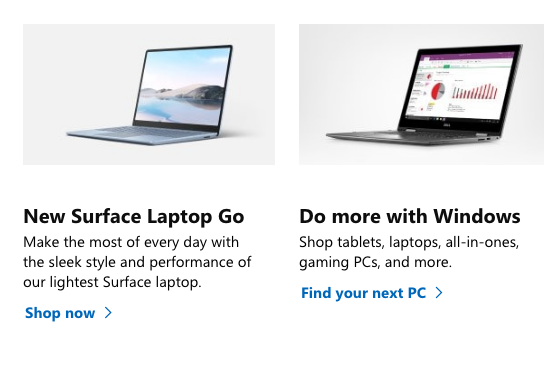 New Surface Laptop Go
Make the most of every day with
the sleek style and performance of
our lightest Surface laptop.
Shop now
Do more with Windows
Shop tablets, laptops, all-in-ones,
gaming PCs, and more.
Find your next PC